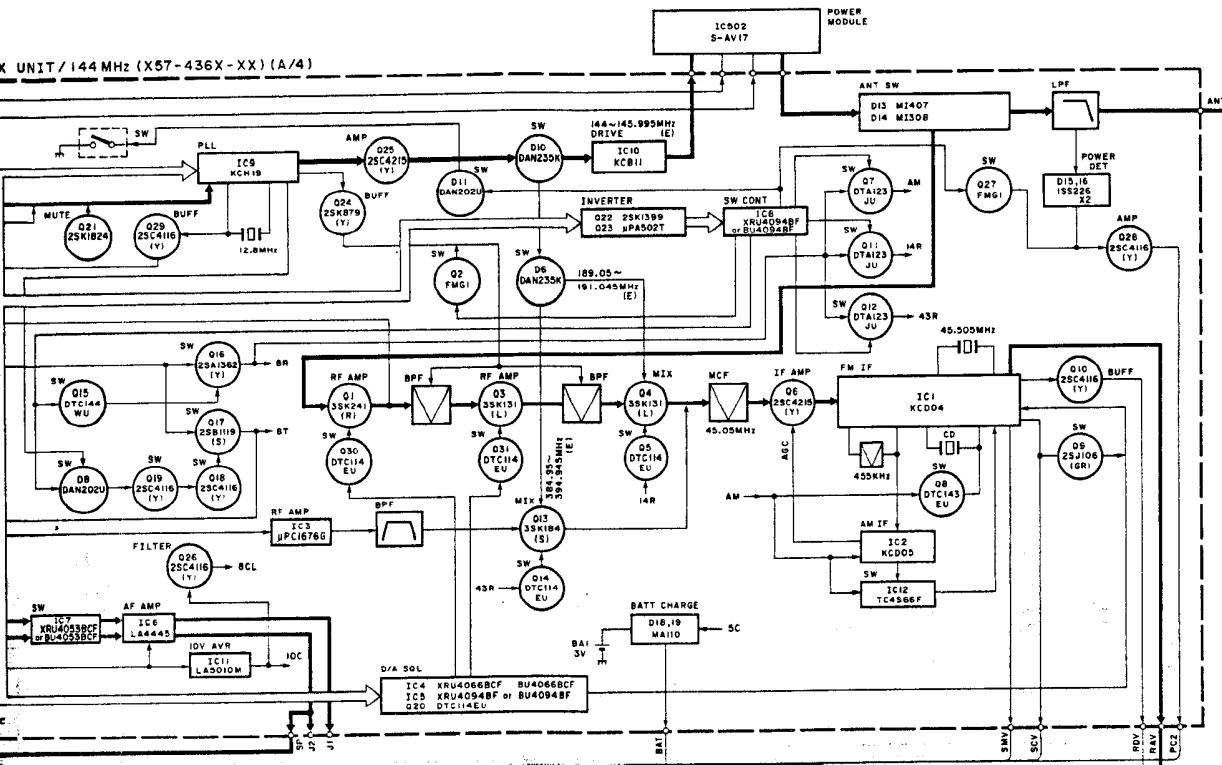 POWER
MODULE
IC502
S-AV17
X UNIT/144MHz (X57-436X-XX)(A/4)
ANT SW
D13 MI407
D14 MI308
LPF
ANT
SW
PLL
IC9
KCH19
AMP
Q25
2SC4215
(Y)
SW
D10
DAN235K
144~145.995MHz
DRIVE (E)
IC10
KCB11
SW
D11
DAN202U
BUFF
Q24
2SK879
(Y)
MUTE
Q21
2SK1824
BUFF
Q29
2SC4116
(Y)
12.8MHz
INVERTER
Q22 2SK1399
Q23 μPA502T
SW CONT
IC8
XRU4094BF
or BU4094BF
SW
Q7
DTA123
JU
AM
SW
Q11
DTA123
JU
14R
SW
Q12
DTA123
JU
43R
SW
Q27
FMG1
POWER
DET
D15,16
1SS226
X2
AMP
Q28
2SC4116
(Y)
SW
Q2
FMG1
SW
D6
DAN235K
189.05~
191.045MHz
(E)
45.505MHz
SW
Q16
2SA1362
(Y)
8R
SW
Q15
DTC144
WU
SW
Q17
2SB1119
(S)
8T
SW
D8
DAN202U
SW
Q19
2SC4116
(Y)
SW
Q18
2SC4116
(Y)
RF AMP
Q1
3SK241
(R)
BPF
RF AMP
Q3
3SK131
(L)
BPF
MIX
Q4
3SK131
(L)
MCF
45.05MHz
IF AMP
Q6
2SC4215
(Y)
FM IF
IC1
KCD04
Q10
2SC4116
(Y)
BUFF
SW
Q30
DTC114
EU
SW
Q31
DTC114
EU
384.95~
394.945MHz
(E)
SW
Q5
DTC114
EU
14R
AGC
455KHz
CD
SW
Q8
DTC143
EU
SW
Q9
2SJ106
(GR)
AM
AM IF
IC2
KCD05
SW
IC12
TC4S66F
RF AMP
IC3
μPC1676G
BPF
MIX
Q13
3SK184
(S)
SW
Q14
DTC114
EU
43R
FILTER
Q26
2SC4116
(Y)
8CL
SW
IC7
XRU4053BCF
or BU4053BCF
AF AMP
IC6
LA4445
10V AVR
IC11
LA5010M
10C
BATT CHARGE
D18,19
MA110
5C
BA1
3V
D/A SQL
IC4 XRU4066BCF BU4066BCF
IC5 XRU4094BF or BU4094BF
Q20 DTC114EU
SP
J2
J1
BAT
SMV
SCV
RDV
RAV
PC2